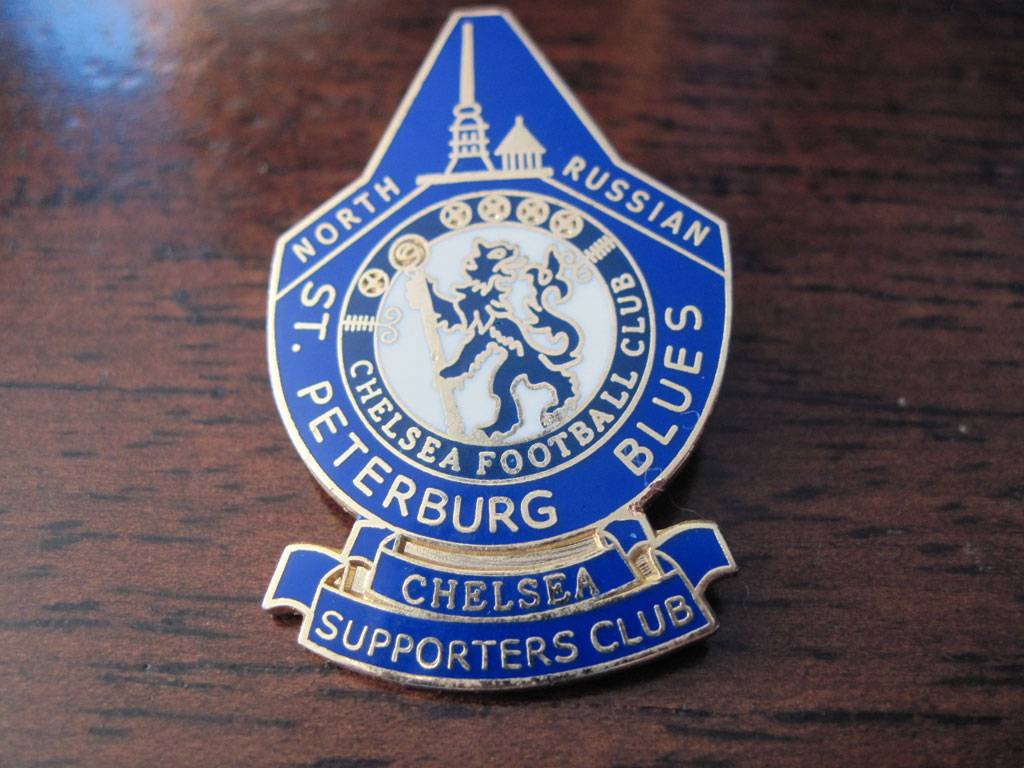 NORTH RUSSIAN
ST. PETERBURG BLUES
CHELSEA FOOTBALL CLUB
CHELSEA
SUPPORTERS CLUB